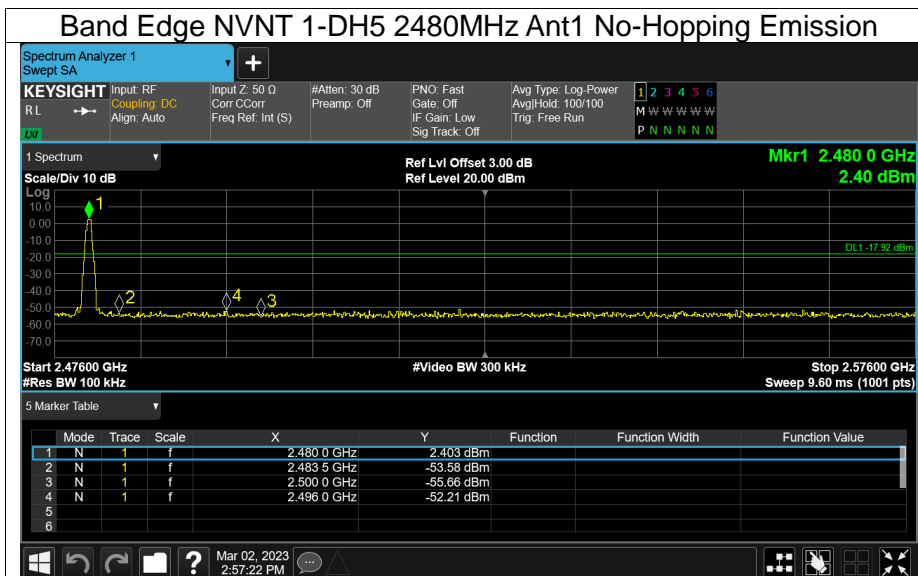 Band Edge NVNT 1-DH5 2480MHz Ant1 No-Hopping Emission
Spectrum Analyzer 1
Swept SA
+
KEYSIGHT Input: RF Input Z: 50 Ω #Atten: 30 dB PNO: Fast Avg Type: Log-Power 1 2 3 4 5 6
RL Coupling: DC Corr CCorr Preamp: Off Gate: Off Avg|Hold: 100/100 M W W W W W
Align: Auto Freq Ref: Int (S) IF Gain: Low Trig: Free Run
LXI Sig Track: Off P N N N N N
1 Spectrum Ref Lvl Offset 3.00 dB Mkr1 2.480 0 GHz
Scale/Div 10 dB Ref Level 20.00 dBm 2.40 dBm
Log
10.0 1
0.00
-10.0
DL1 -17.92 dBm
-20.0
-30.0
-40.0
2 4 3
-50.0
-60.0
-70.0
Start 2.47600 GHz #Video BW 300 kHz Stop 2.57600 GHz
#Res BW 100 kHz Sweep 9.60 ms (1001 pts)
5 Marker Table
Mode Trace Scale X Y Function Function Width Function Value
1 N 1 f 2.480 0 GHz 2.403 dBm
2 N 1 f 2.483 5 GHz -53.58 dBm
3 N 1 f 2.500 0 GHz -55.66 dBm
4 N 1 f 2.496 0 GHz -52.21 dBm
5
6
? Mar 02, 2023
2:57:22 PM